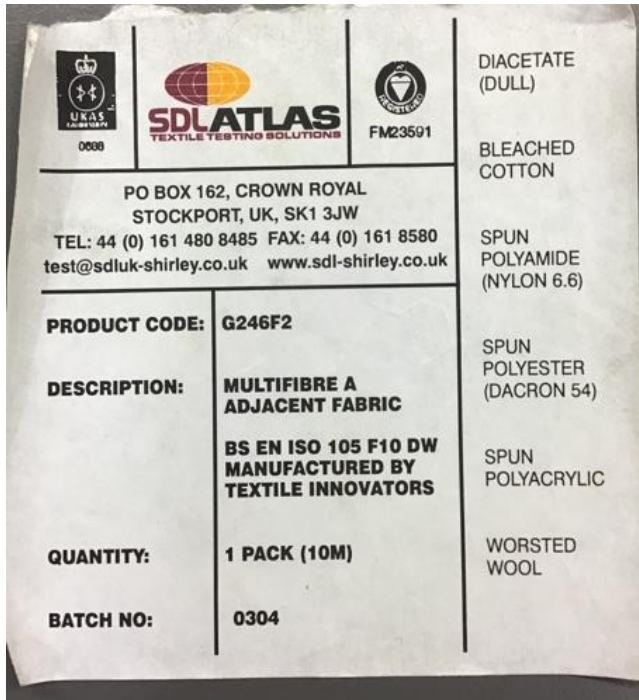 UKAS
0688
SDLATLAS
TEXTILE TESTING SOLUTIONS
REGISTERED
FM23591
PO BOX 162, CROWN ROYAL
STOCKPORT, UK, SK1 3JW
TEL: 44 (0) 161 480 8485 FAX: 44 (0) 161 8580
test@sdluk-shirley.co.uk www.sdl-shirley.co.uk
PRODUCT CODE: G246F2
DESCRIPTION: MULTIFIBRE A
ADJACENT FABRIC
BS EN ISO 105 F10 DW
MANUFACTURED BY
TEXTILE INNOVATORS
QUANTITY: 1 PACK (10M)
BATCH NO: 0304
DIACETATE
(DULL)
BLEACHED
COTTON
SPUN
POLYAMIDE
(NYLON 6.6)
SPUN
POLYESTER
(DACRON 54)
SPUN
POLYACRYLIC
WORSTED
WOOL